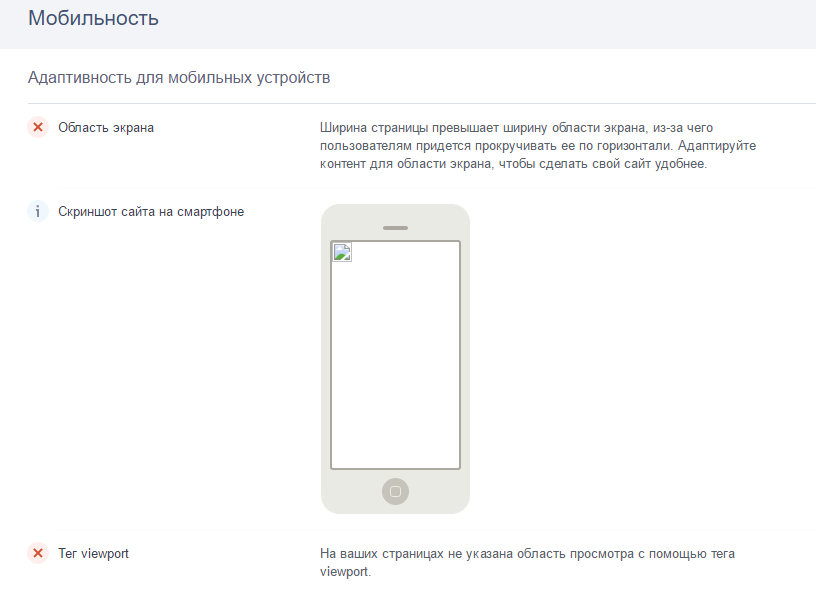 Мобильность
Адаптивность для мобильных устройств
Область экрана
Ширина страницы превышает ширину области экрана, из-за чего
пользователям придется прокручивать ее по горизонтали. Адаптируйте
контент для области экрана, чтобы сделать свой сайт удобнее.
Скриншот сайта на смартфоне
Тег viewport
На ваших страницах не указана область просмотра с помощью тега
viewport.